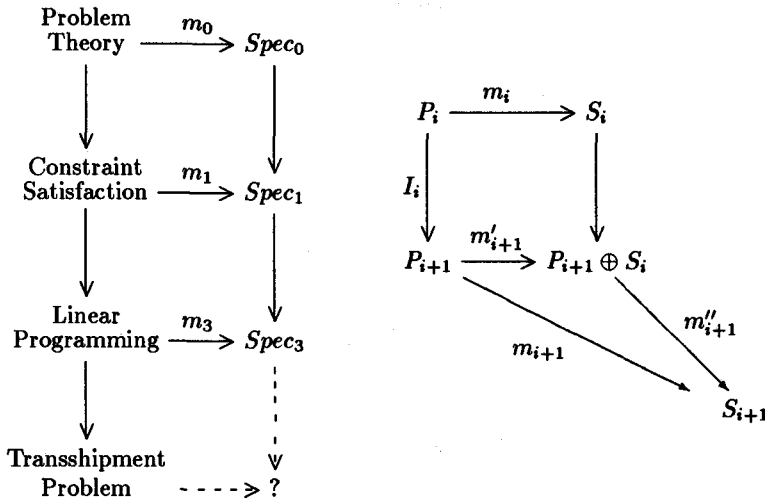 Problem
Theory
m₀
Spec₀
Constraint
Satisfaction
m₁
Spec₁
Linear
Programming
m₃
Spec₃
Transshipment
Problem
?
Pᵢ
mᵢ
Sᵢ
Iᵢ
Pᵢ₊₁
m′ᵢ₊₁
Pᵢ₊₁ ⊕ Sᵢ
mᵢ₊₁
m″ᵢ₊₁
Sᵢ₊₁